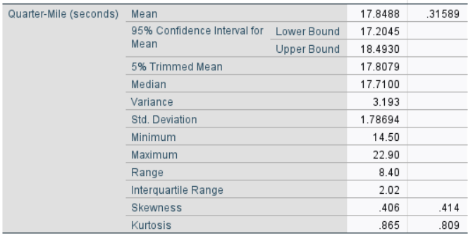 Quarter-Mile (seconds) Mean 17.8488 .31589
95% Confidence Interval for Mean Lower Bound 17.2045
Upper Bound 18.4930
5% Trimmed Mean 17.8079
Median 17.7100
Variance 3.193
Std. Deviation 1.78694
Minimum 14.50
Maximum 22.90
Range 8.40
Interquartile Range 2.02
Skewness .406 .414
Kurtosis .865 .809